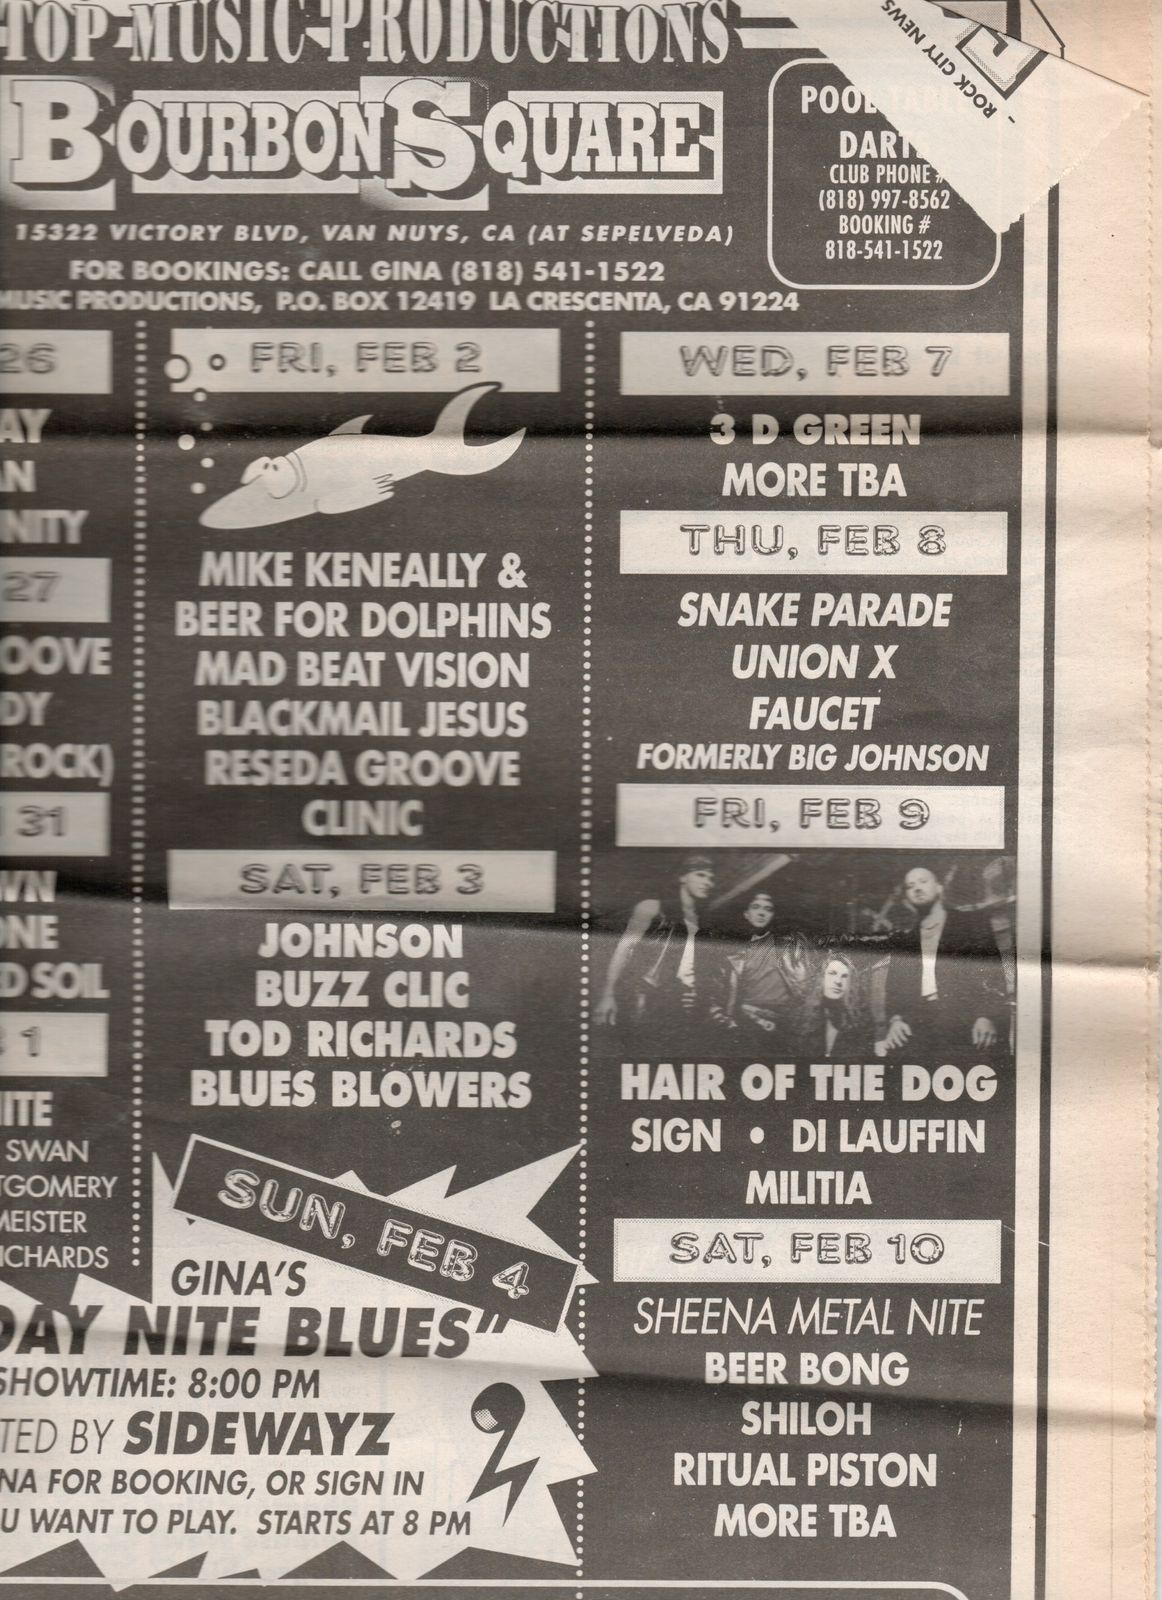 TOP MUSIC PRODUCTIONS
BOURBON SQUARE
15322 VICTORY BLVD, VAN NUYS, CA (AT SEPELVEDA)
FOR BOOKINGS: CALL GINA (818) 541-1522
MUSIC PRODUCTIONS, P.O. BOX 12419 LA CRESCENTA, CA 91224
POOL
DART
CLUB PHONE #
(818) 997-8562
BOOKING #
818-541-1522
- ROCK CITY NEWS
26
AY
AN
NITY
27
OOVE
DY
ROCK)
31
WN
ONE
D SOIL
1
ITE
SWAN
TGOMERY
MEISTER
ICHARDS
FRI, FEB 2
MIKE KENEALLY &
BEER FOR DOLPHINS
MAD BEAT VISION
BLACKMAIL JESUS
RESEDA GROOVE
CLINIC
SAT, FEB 3
JOHNSON
BUZZ CLIC
TOD RICHARDS
BLUES BLOWERS
SUN, FEB 4
GINA'S
DAY NITE BLUES"
SHOWTIME: 8:00 PM
TED BY SIDEWAYZ
NA FOR BOOKING, OR SIGN IN
U WANT TO PLAY. STARTS AT 8 PM
WED, FEB 7
3 D GREEN
MORE TBA
THU, FEB 8
SNAKE PARADE
UNION X
FAUCET
FORMERLY BIG JOHNSON
FRI, FEB 9
HAIR OF THE DOG
SIGN • DI LAUFFIN
MILITIA
SAT, FEB 10
SHEENA METAL NITE
BEER BONG
SHILOH
RITUAL PISTON
MORE TBA